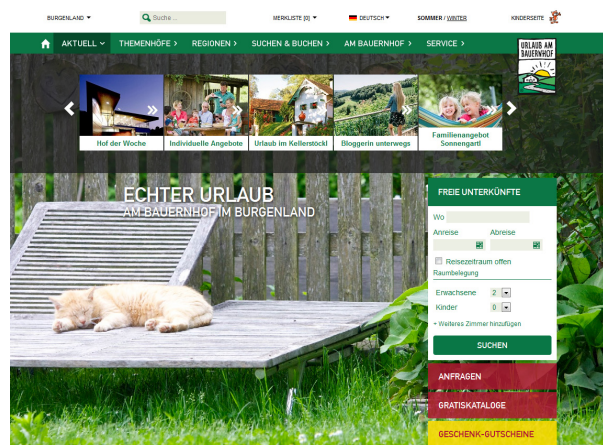 BURGENLAND
Suche ...
MERKLISTE [0]
DEUTSCH
SOMMER / WINTER
KINDERSEITE
AKTUELL
THEMENHÖFE >
REGIONEN >
SUCHEN & BUCHEN >
AM BAUERNHOF >
SERVICE >
URLAUB AM
BAUERNHOF
Hof der Woche
Individuelle Angebote
Urlaub im Kellerstöckl
Bloggerin unterwegs
Familienangebot
Sonnengartl
ECHTER URLAUB
AM BAUERNHOF IM BURGENLAND
FREIE UNTERKÜNFTE
Wo
Anreise
Abreise
Reisezeitraum offen
Raumbelegung
Erwachsene 2
Kinder 0
+ Weiteres Zimmer hinzufügen
SUCHEN
ANFRAGEN
GRATISKATALOGE
GESCHENK-GUTSCHEINE